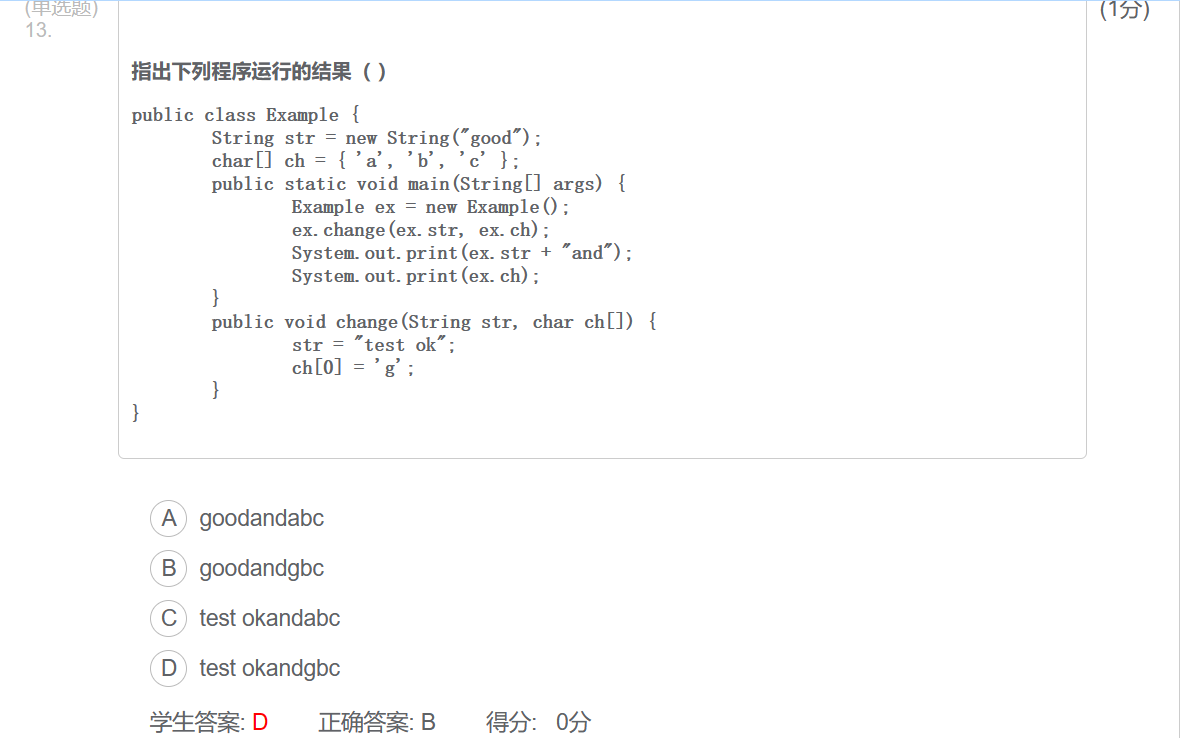 (单选题)
13.
(1分)
指出下列程序运行的结果 ( )
public class Example {
String str = new String("good");
char[] ch = { 'a', 'b', 'c' };
public static void main(String[] args) {
Example ex = new Example();
ex.change(ex.str, ex.ch);
System.out.print(ex.str + "and");
System.out.print(ex.ch);
}
public void change(String str, char ch[]) {
str = "test ok";
ch[0] = 'g';
}
}
A goodandabc
B goodandgbc
C test okandabc
D test okandgbc
学生答案: D 正确答案: B 得分: 0分